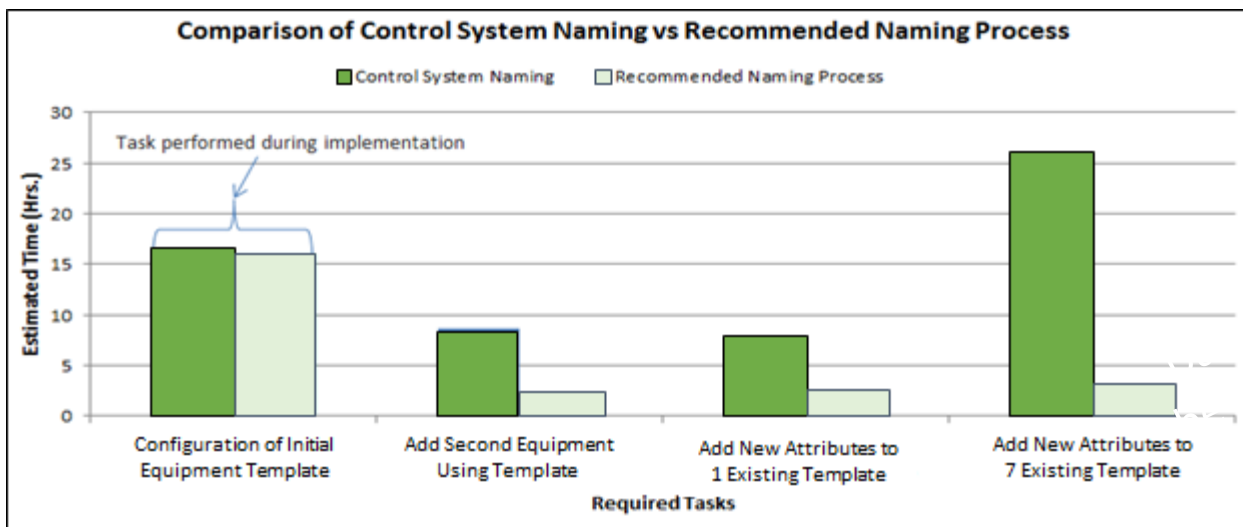 Comparison of Control System Naming vs Recommended Naming Process
Control System Naming
Recommended Naming Process
30
Task performed during implementation
25
20
15
10
5
0
Estimated Time (Hrs.)
Configuration of Initial
Equipment Template
Add Second Equipment
Using Template
Add New Attributes to
1 Existing Template
Add New Attributes to
7 Existing Template
Required Tasks